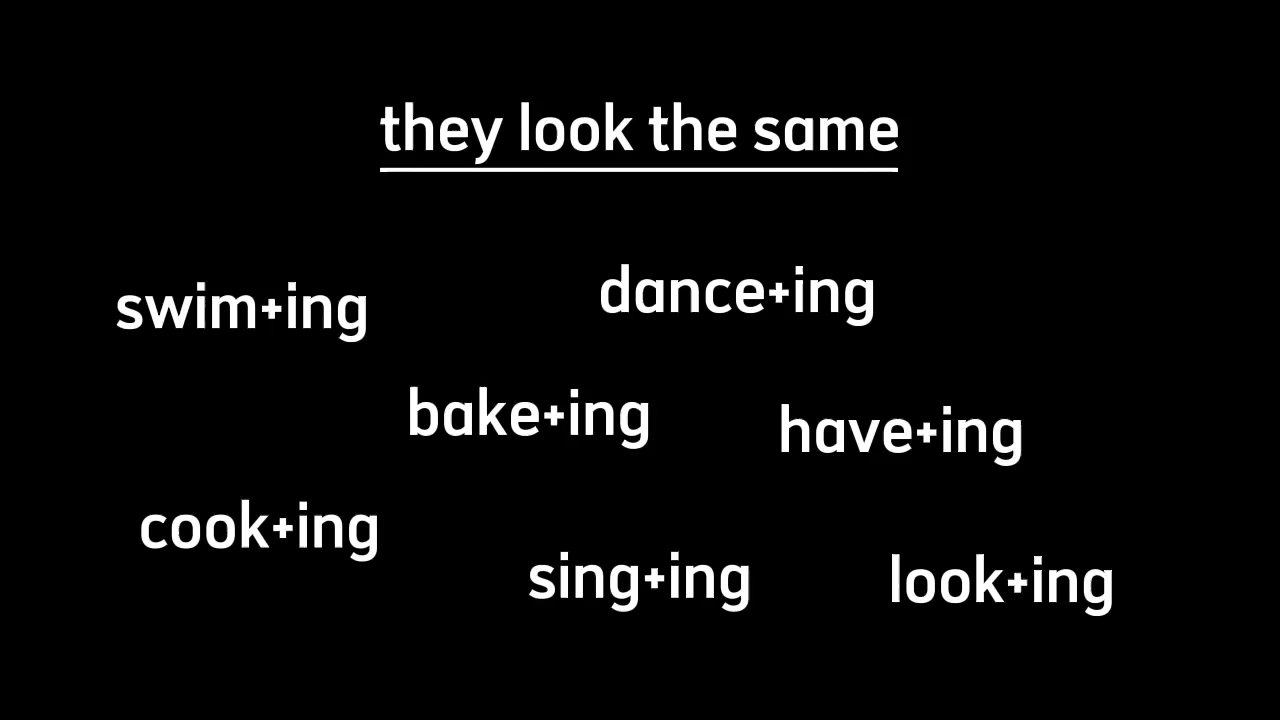 they look the same
swim+ing
dance+ing
bake+ing
have+ing
cook+ing
sing+ing
look+ing